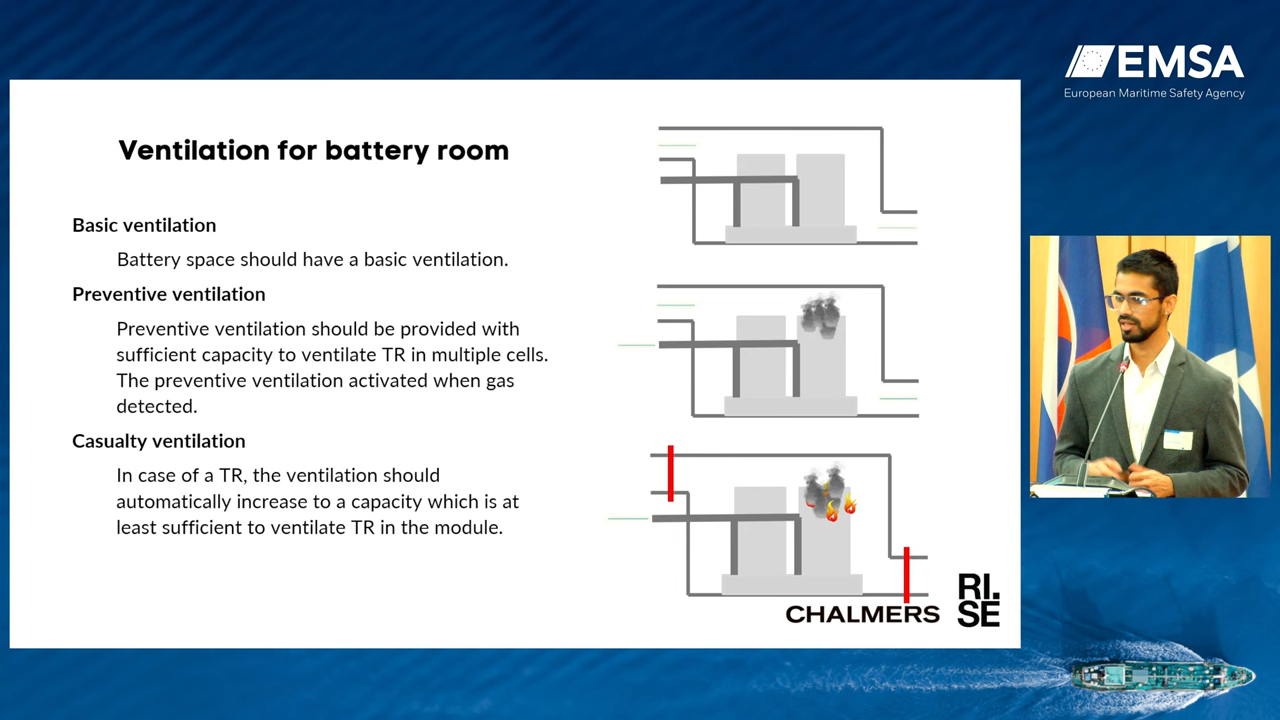 EMSA
European Maritime Safety Agency
Ventilation for battery room
Basic ventilation
Battery space should have a basic ventilation.
Preventive ventilation
Preventive ventilation should be provided with
sufficient capacity to ventilate TR in multiple cells.
The preventive ventilation activated when gas
detected.
Casualty ventilation
In case of a TR, the ventilation should
automatically increase to a capacity which is at
least sufficient to ventilate TR in the module.
CHALMERS
RI.
SE